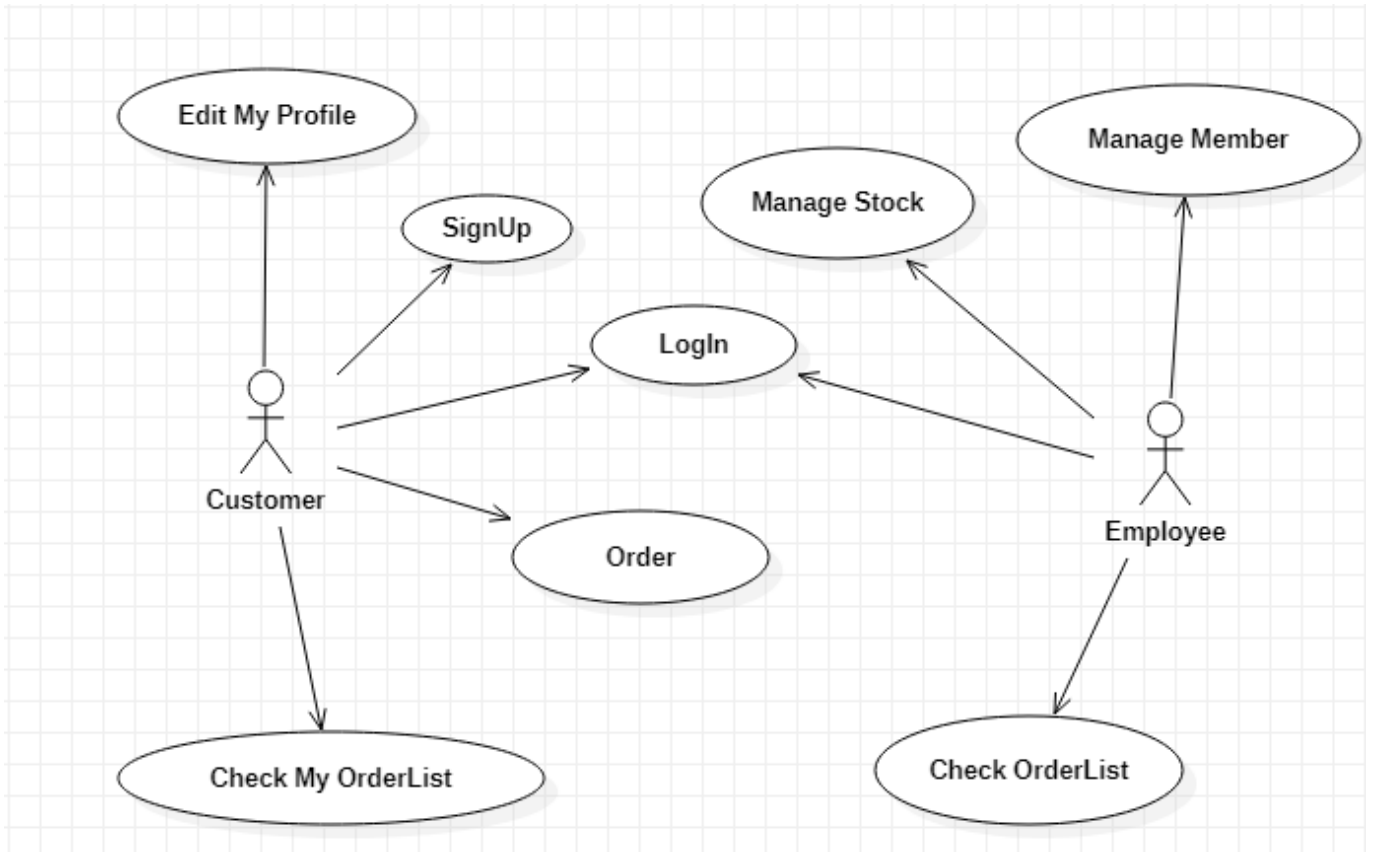 Edit My Profile
Manage Member
Manage Stock
SignUp
LogIn
Customer
Employee
Order
Check My OrderList
Check OrderList